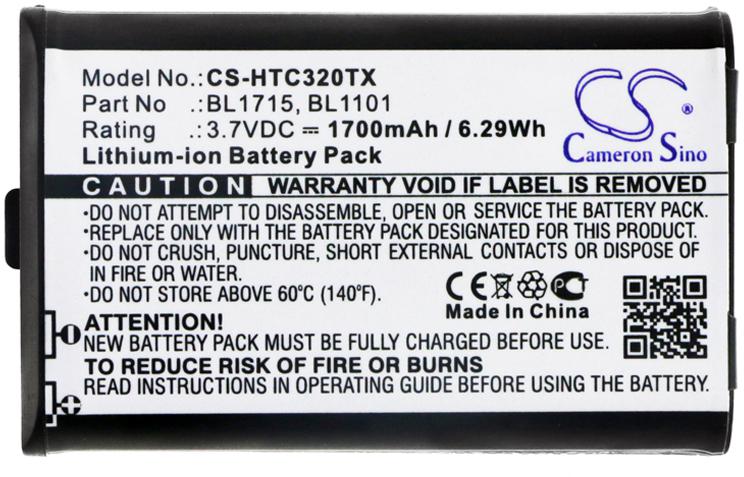 Model No.: CS-HTC320TX
Part No .: BL1715, BL1101
Rating .: 3.7VDC ⎓ 1700mAh / 6.29Wh
Lithium-ion Battery Pack
CS ®
Cameron Sino
CAUTION WARRANTY VOID IF LABEL IS REMOVED
•DO NOT ATTEMPT TO DISASSEMBLE, OPEN OR SERVICE THE BATTERY PACK.
•REPLACE ONLY WITH THE BATTERY PACK DESIGNATED FOR THIS PRODUCT.
•DO NOT CRUSH, PUNCTURE, SHORT EXTERNAL CONTACTS OR DISPOSE OF
IN FIRE OR WATER.
•DO NOT STORE ABOVE 60°C (140°F).
CE
Made In China
ATTENTION!
NEW BATTERY PACK MUST BE FULLY CHARGED BEFORE USE.
TO REDUCE RISK OF FIRE OR BURNS
READ INSTRUCTIONS IN OPERATING GUIDE BEFORE USING THE BATTERY.